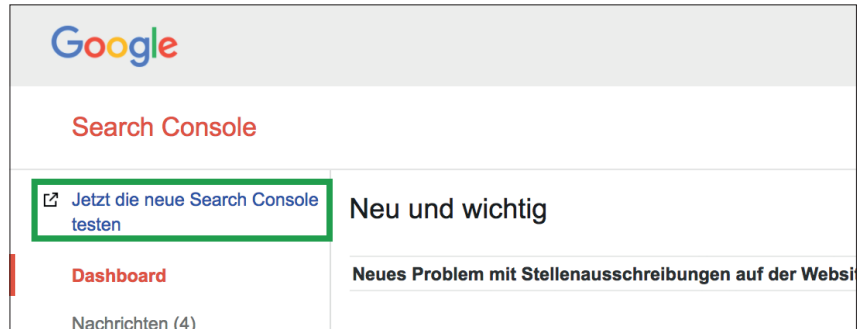 Google
Search Console
Jetzt die neue Search Console
testen
Neu und wichtig
Dashboard
Neues Problem mit Stellenausschreibungen auf der Websi
Nachrichten (4)